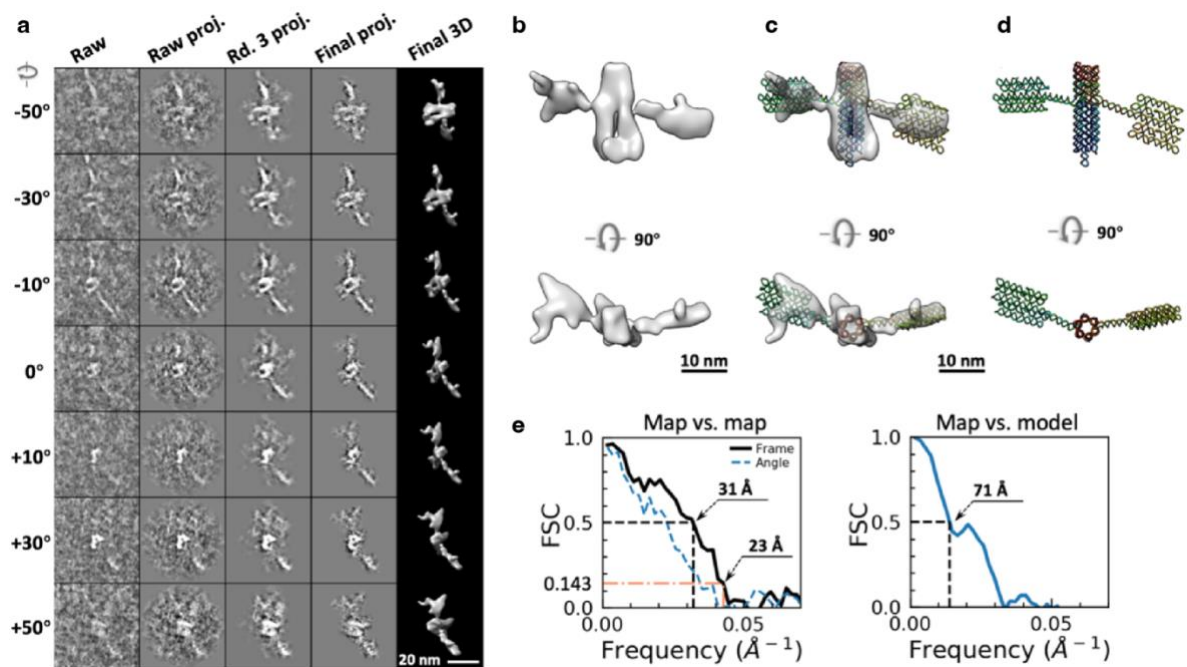 a
Raw
Raw proj.
Rd. 3 proj.
Final proj.
Final 3D
-50°
-30°
-10°
0°
+10°
+30°
+50°
20 nm
b
c
d
90°
90°
90°
10 nm
10 nm
e
Map vs. map
Frame
Angle
31 Å
23 Å
FSC
1.0
0.5
0.143
0.0
0.00
0.05
Frequency (Å⁻¹)
Map vs. model
71 Å
FSC
1.0
0.5
0.0
0.00
0.05
Frequency (Å⁻¹)